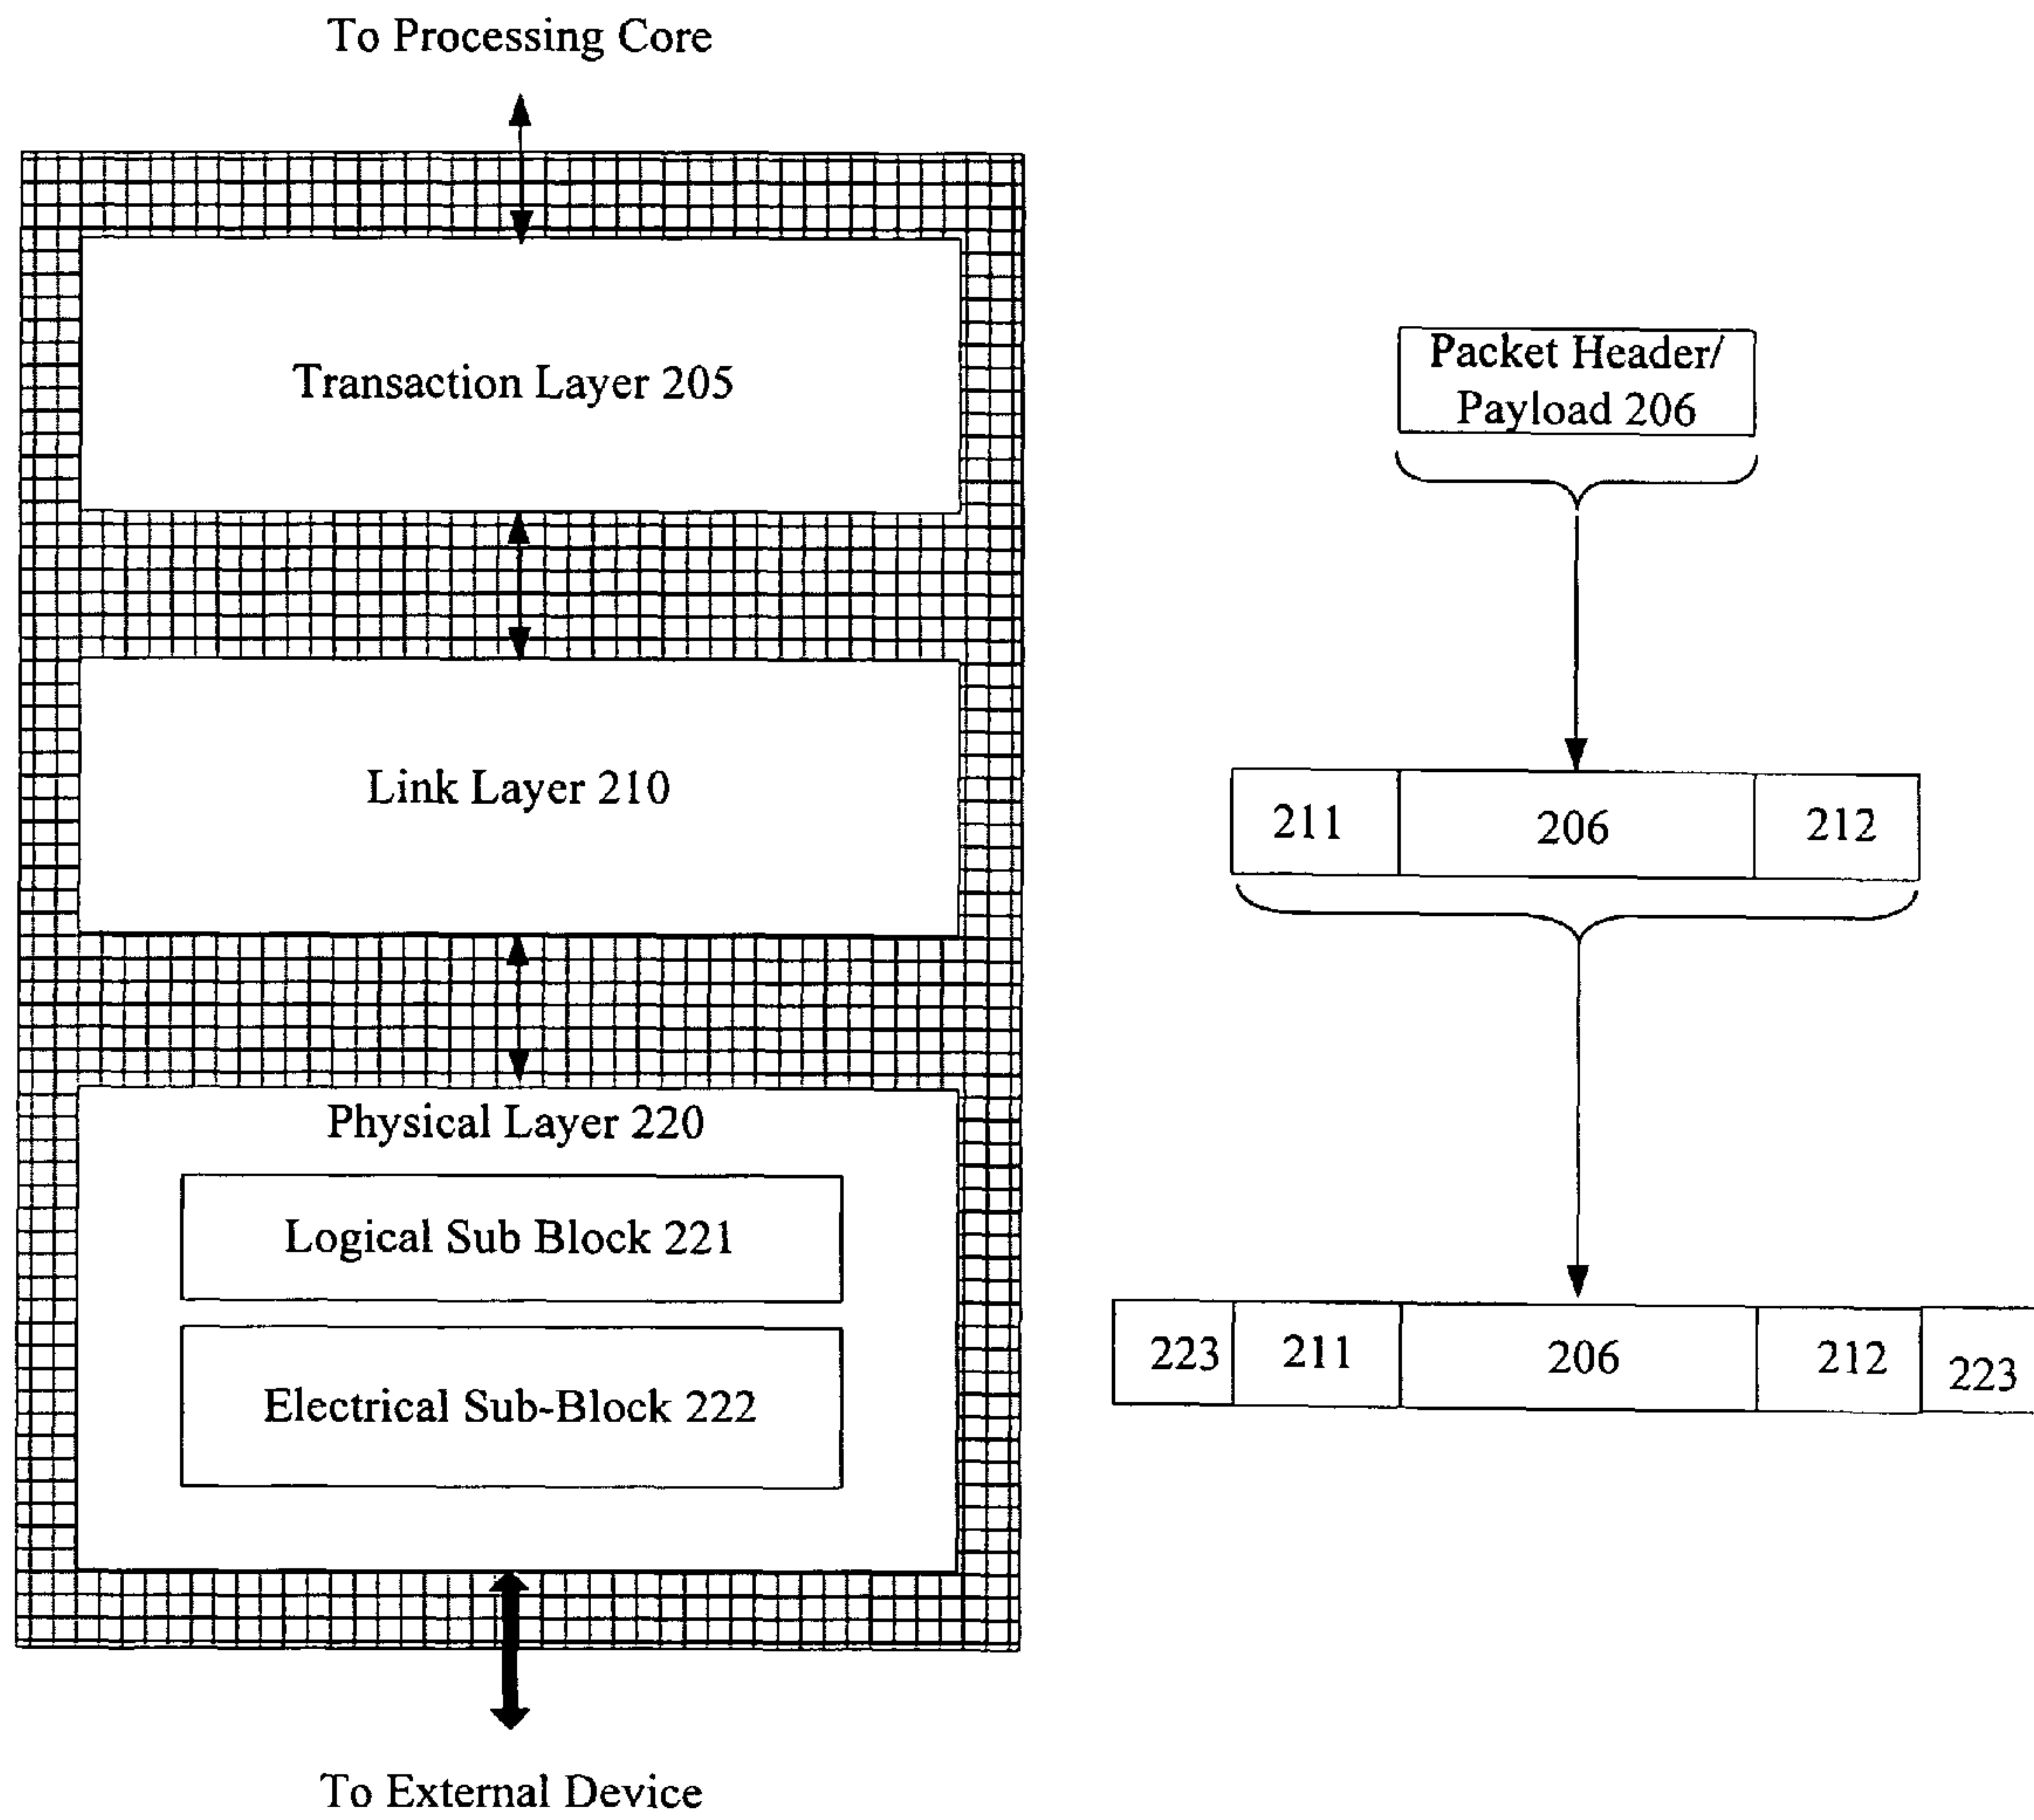 To Processing Core
Transaction Layer 205
Packet Header/
Payload 206
Link Layer 210
211 206 212
Physical Layer 220
Logical Sub Block 221
Electrical Sub-Block 222
223 211 206 212 223
To External Device